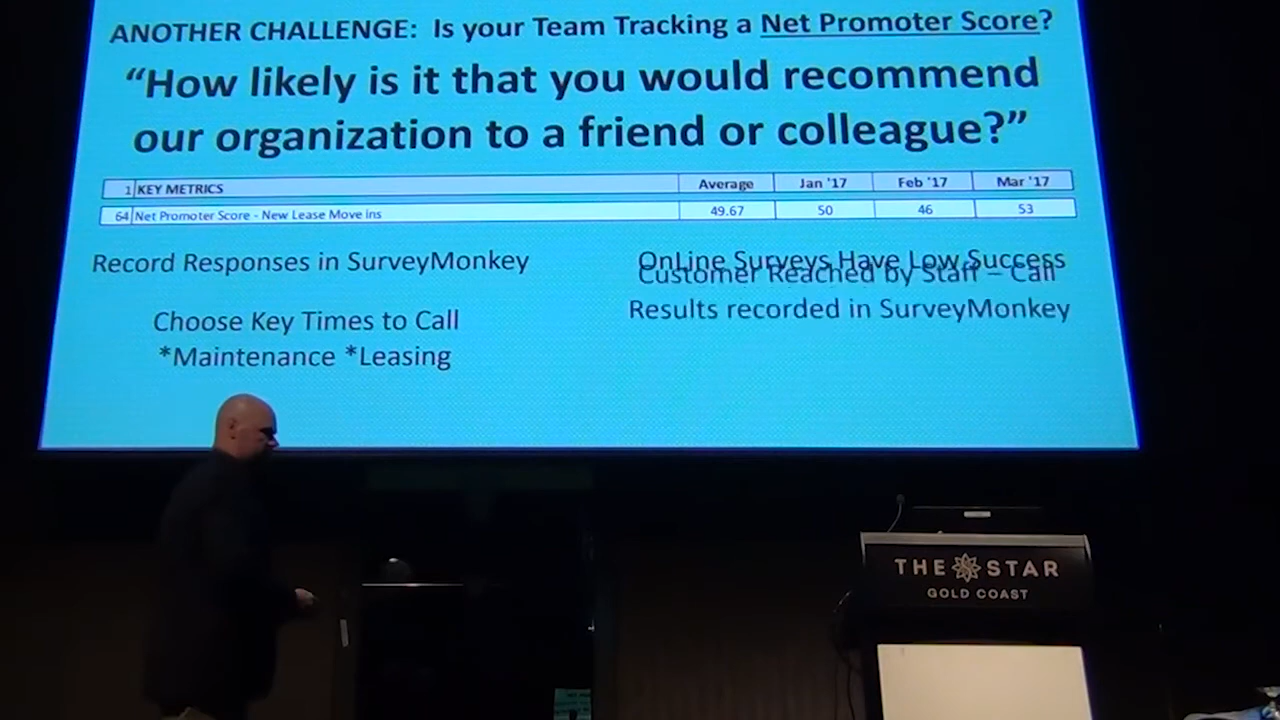 ANOTHER CHALLENGE: Is your Team Tracking a Net Promoter Score?
“How likely is it that you would recommend
our organization to a friend or colleague?”
1 KEY METRICS Average Jan '17 Feb '17 Mar '17
64 Net Promoter Score - New Lease Move ins 49.67 50 46 53
Record Responses in SurveyMonkey
Choose Key Times to Call
*Maintenance *Leasing
OnLine Surveys Have Low Success
Customer Reached by Staff – Call
Results recorded in SurveyMonkey
THE STAR
GOLD COAST